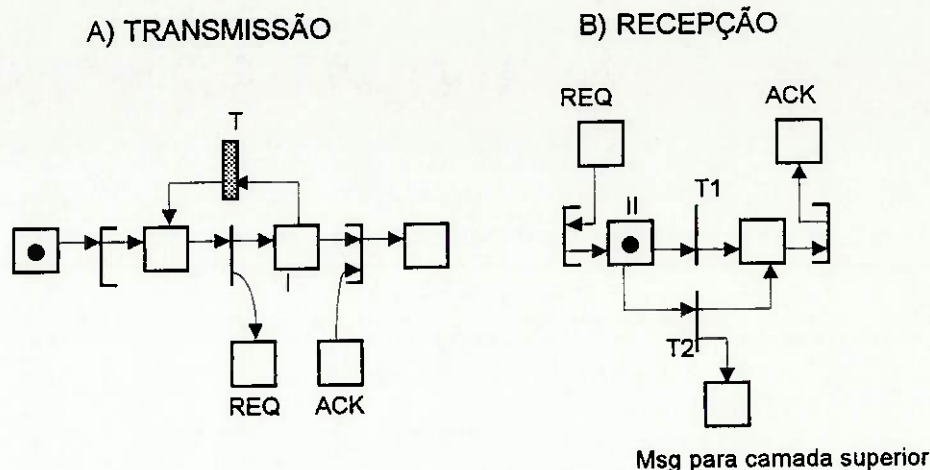 A) TRANSMISSÃO
B) RECEPÇÃO
REQ
ACK
T
T1
II
I
T2
REQ
ACK
Msg para camada superior